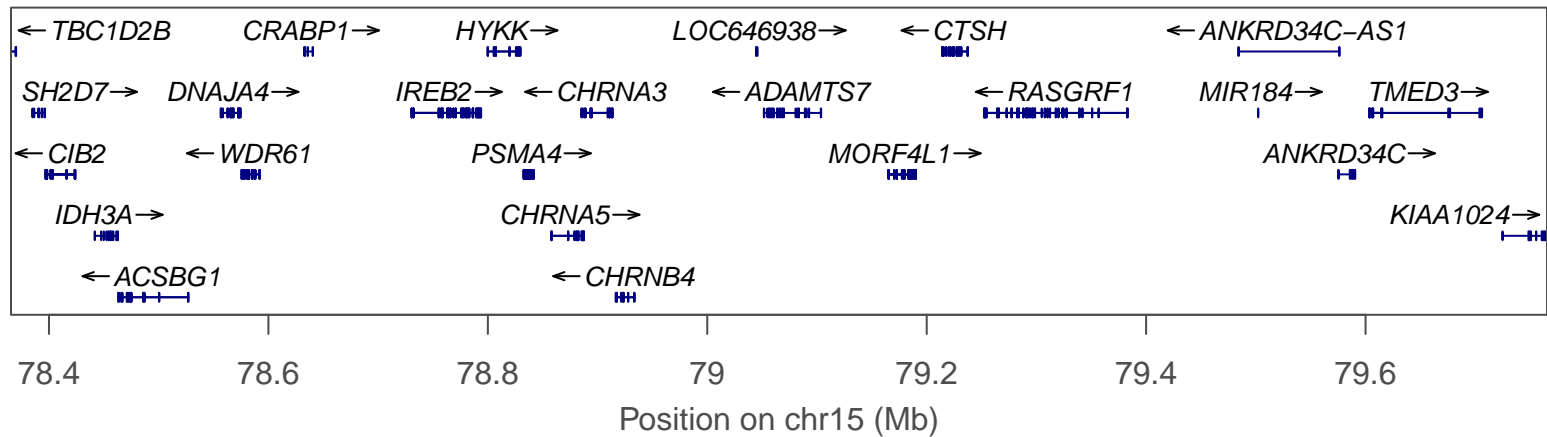 ← TBC1D2B CRABP1→ HYKK→ LOC646938→ ←CTSH ←ANKRD34C−AS1
SH2D7→ DNAJA4→ IREB2→ ←CHRNA3 ←ADAMTS7 ←RASGRF1 MIR184→ TMED3→
←CIB2 ←WDR61 PSMA4→ MORF4L1→ ANKRD34C→
IDH3A→ CHRNA5→ KIAA1024→
←ACSBG1 ←CHRNB4
78.4 78.6 78.8 79 79.2 79.4 79.6
Position on chr15 (Mb)